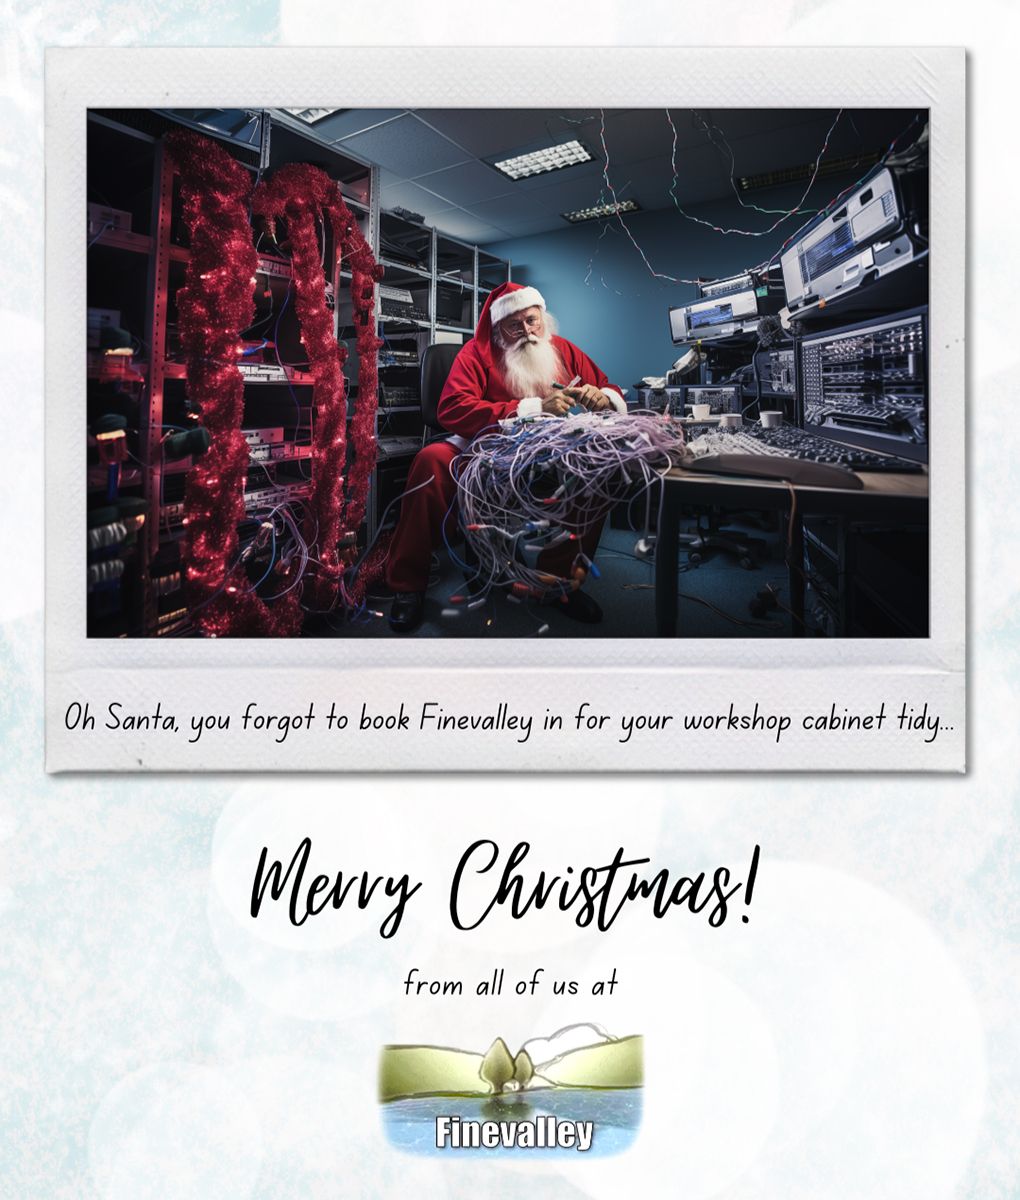 Oh Santa, you forgot to book Finevalley in for your workshop cabinet tidy...
Merry Christmas!
from all of us at
Finevalley